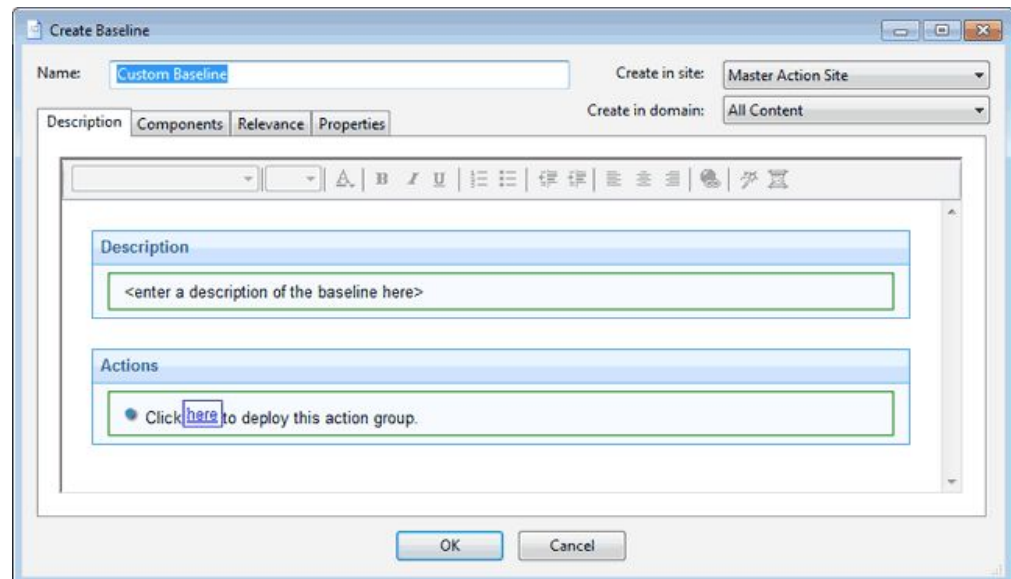 Create Baseline
Name: Custom Baseline Create in site: Master Action Site
Create in domain: All Content
Description Components Relevance Properties
A B I U
Description
<enter a description of the baseline here>
Actions
Click here to deploy this action group.
OK Cancel